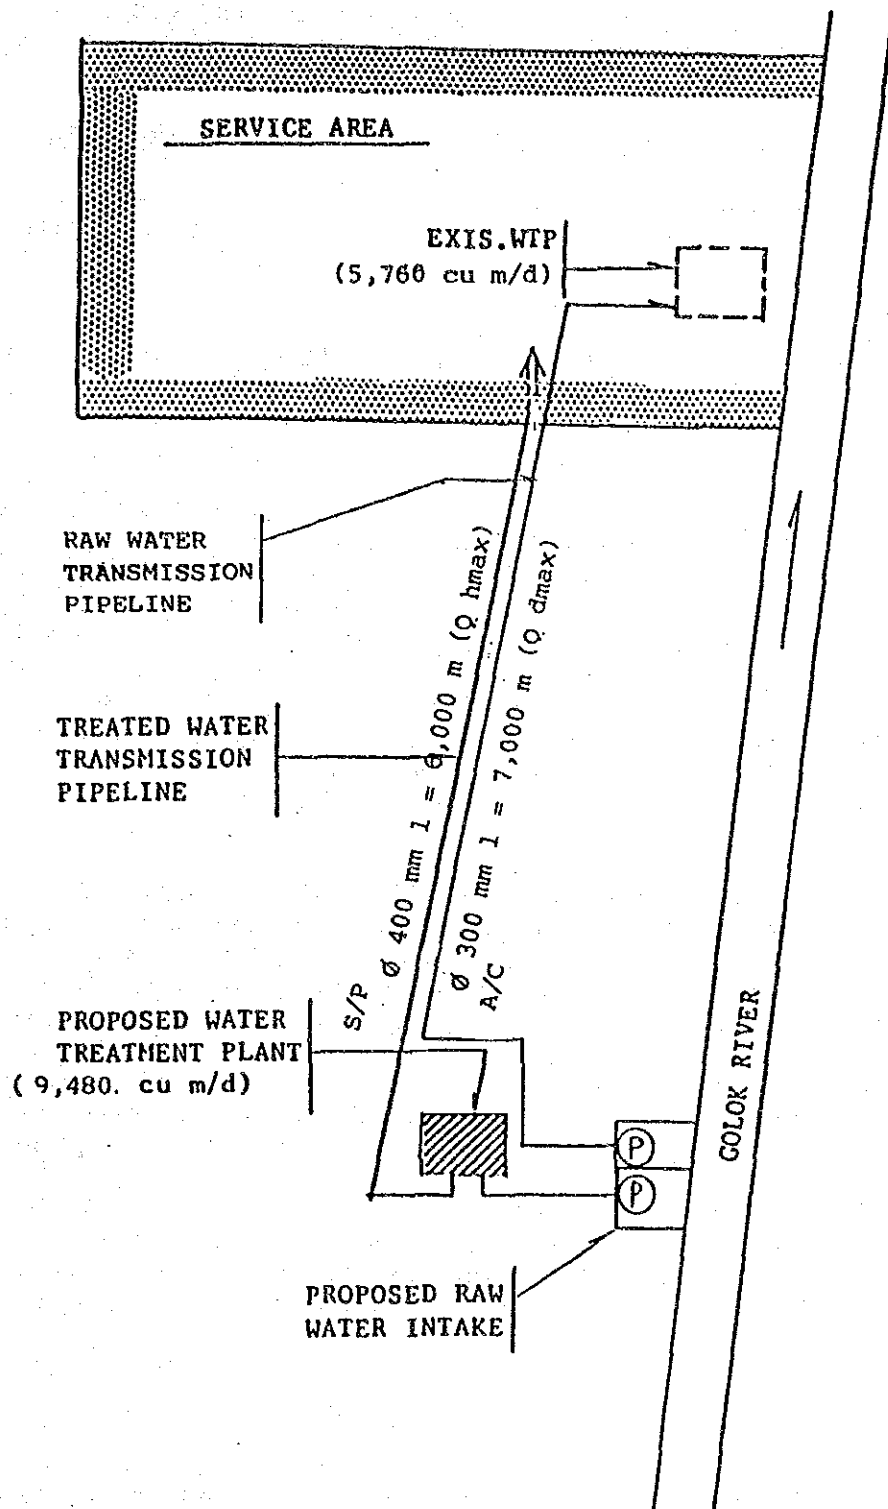 SERVICE AREA
EXIS.WTP
(5,760 cu m/d)
RAW WATER
TRANSMISSION
PIPELINE
TREATED WATER
TRANSMISSION
PIPELINE
S/P Ø 400 mm l = 6,000 m (Q hmax)
Ø 300 mm l = 7,000 m (Q dmax)
A/C
PROPOSED WATER
TREATMENT PLANT
( 9,480. cu m/d)
P
P
GOLOK RIVER
PROPOSED RAW
WATER INTAKE